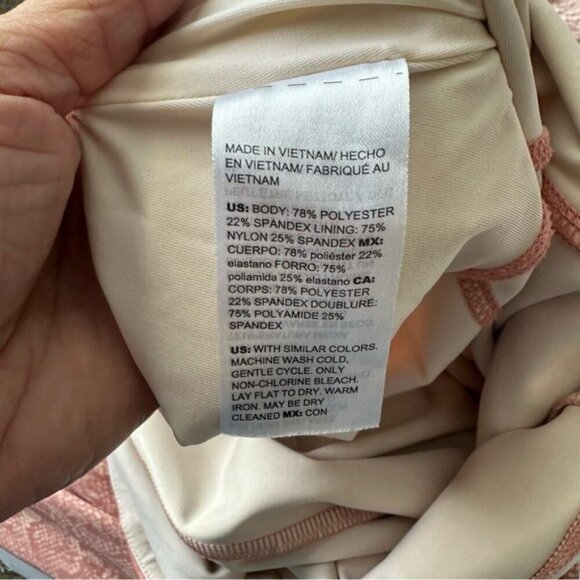 MADE IN VIETNAM/ HECHO
EN VIETNAM/ FABRIQUÉ AU
VIETNAM
US: BODY: 78% POLYESTER
22% SPANDEX LINING: 75%
NYLON 25% SPANDEX MX:
CUERPO: 78% poliéster 22%
elastano FORRO: 75%
poliamida 25% elastano CA:
CORPS: 78% POLYESTER
22% SPANDEX DOUBLURE:
75% POLYAMIDE 25%
SPANDEX
US: WITH SIMILAR COLORS.
MACHINE WASH COLD,
GENTLE CYCLE. ONLY
NON-CHLORINE BLEACH.
LAY FLAT TO DRY. WARM
IRON. MAY BE DRY
CLEANED MX: CON